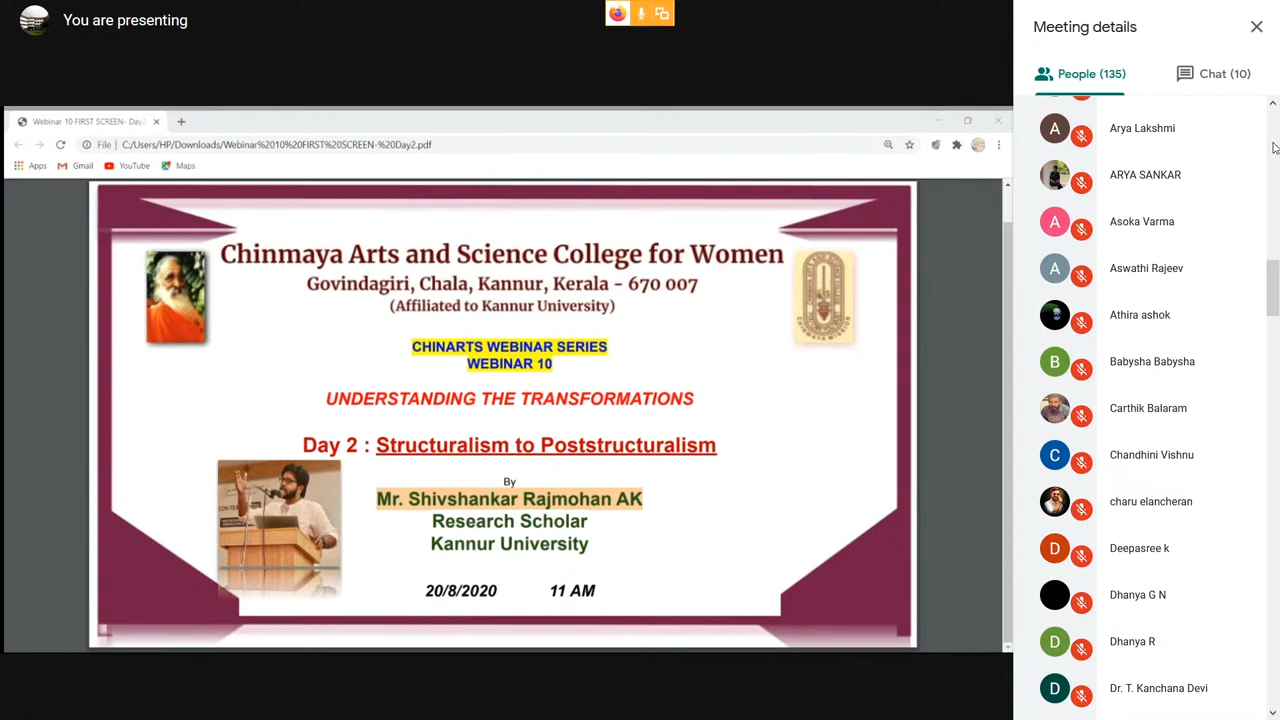 You are presenting
Webinar 10 FIRST SCREEN- Day2.
File
C:/Users/HP/Downloads/Webinar%2010%20FIRST%20SCREEN-%20Day2.pdf
Apps
Gmail
YouTube
Maps
Chinmaya Arts and Science College for Women
Govindagiri, Chala, Kannur, Kerala - 670 007
(Affiliated to Kannur University)
CHINARTS WEBINAR SERIES
WEBINAR 10
UNDERSTANDING THE TRANSFORMATIONS
Day 2 : Structuralism to Poststructuralism
By
Mr. Shivshankar Rajmohan AK
Research Scholar
Kannur University
20/8/2020 11 AM
Meeting details
People (135)
Chat (10)
A Arya Lakshmi
ARYA SANKAR
A Asoka Varma
A Aswathi Rajeev
Athira ashok
B Babysha Babysha
Carthik Balaram
C Chandhini Vishnu
charu elancheran
D Deepasree k
Dhanya G N
D Dhanya R
D Dr. T. Kanchana Devi